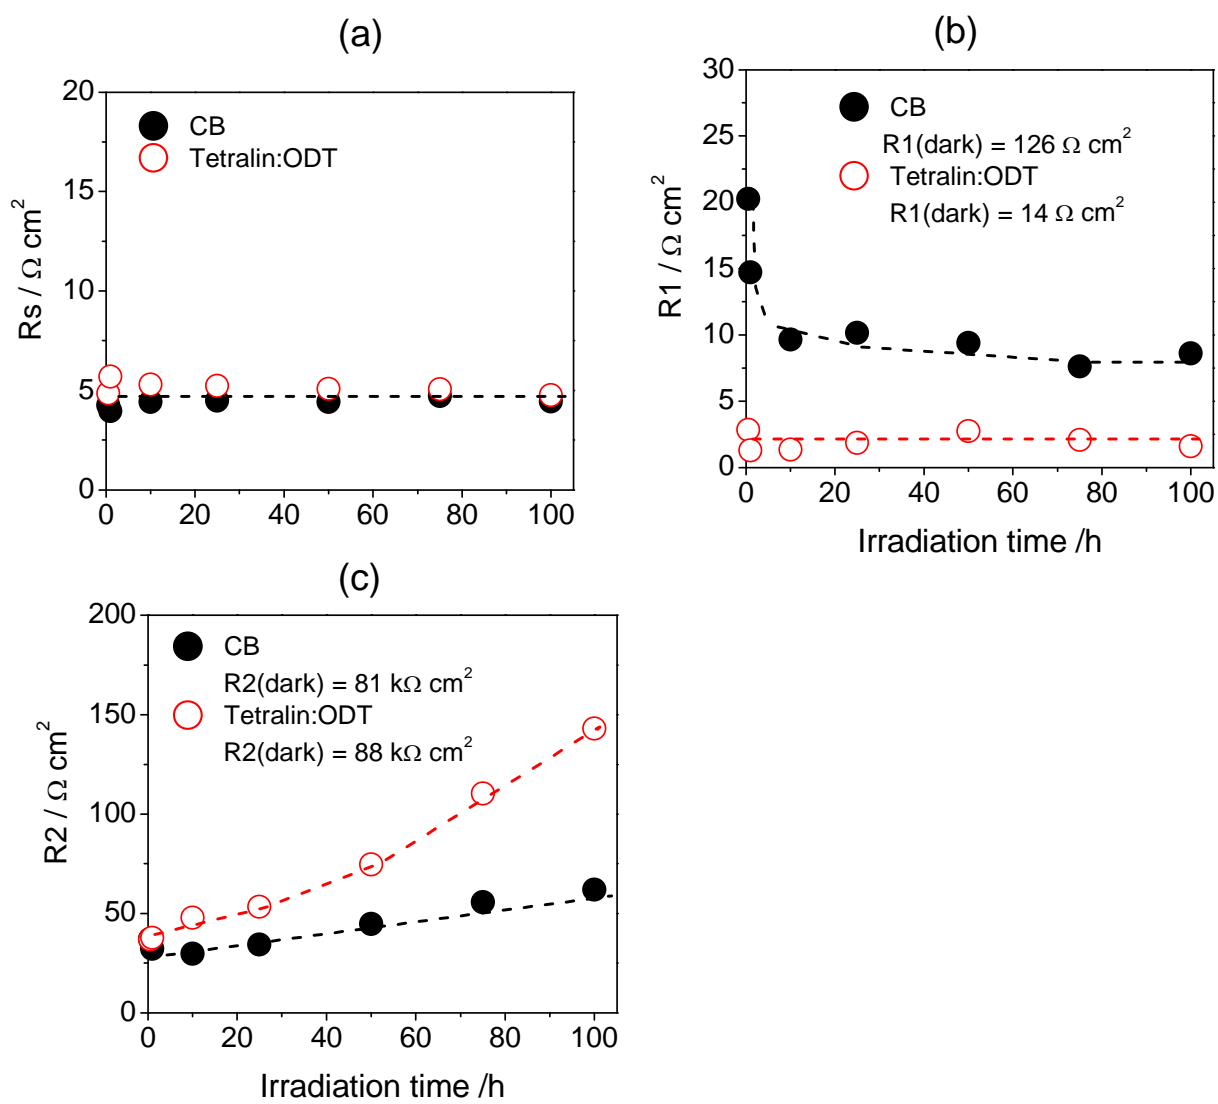 (a)
20
15
10
5
0
Rs / Ω cm²
CB
Tetralin:ODT
0 20 40 60 80 100
(b)
30
25
20
15
10
5
0
R1 / Ω cm²
CB
R1(dark) = 126 Ω cm²
Tetralin:ODT
R1(dark) = 14 Ω cm²
0 20 40 60 80 100
Irradiation time /h
(c)
200
150
100
50
0
R2 / Ω cm²
CB
R2(dark) = 81 kΩ cm²
Tetralin:ODT
R2(dark) = 88 kΩ cm²
0 20 40 60 80 100
Irradiation time /h